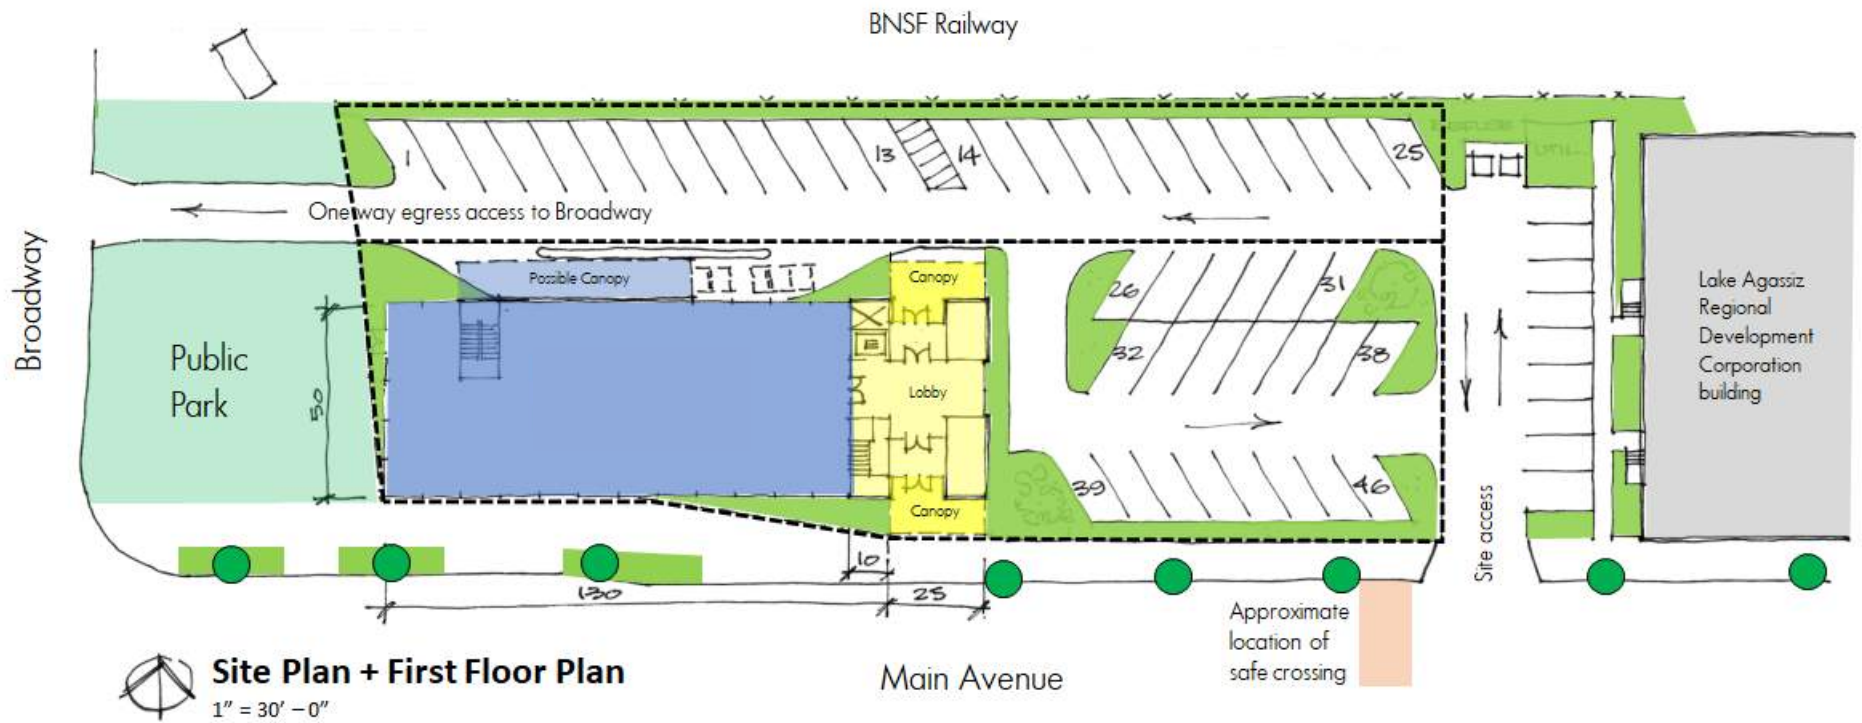 BNSF Railway
1
13
14
25
One way egress access to Broadway
Broadway
Possible Canopy
Canopy
26
31
32
38
Lobby
Public
Park
50
Lake Agassiz
Regional
Development
Corporation
building
39
46
Canopy
Site access
10
130
25
Approximate
location of
safe crossing
Site Plan + First Floor Plan
1" = 30' – 0"
Main Avenue